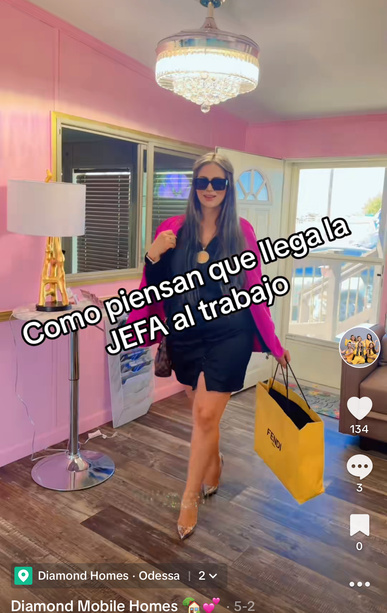 Como piensan que llega la
JEFA al trabajo
FENDI
134
3
0
Diamond Homes · Odessa | 2
Diamond Mobile Homes 🏡💕 · 5-2